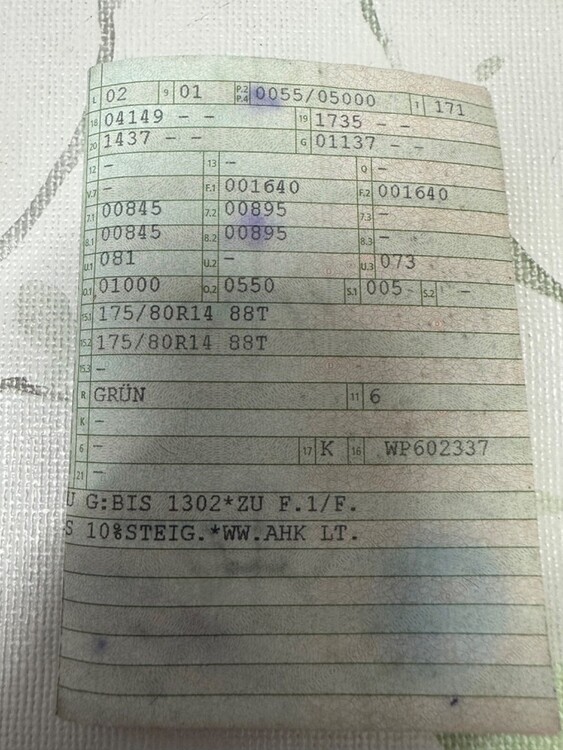 L 02 9 01 P.2 P.4 0055/05000 T 171
18 04149 - - 19 1735 - -
20 1437 - - G 01137 - -
12 - 13 - Q -
V.7 - F.1 001640 F.2 001640
7.1 00845 7.2 00895 7.3 -
8.1 00845 8.2 00895 8.3 -
U.1 081 U.2 - U.3 073
O.1 01000 O.2 0550 S.1 005- S.2 -
15.1 175/80R14 88T
15.2 175/80R14 88T
15.3 -
R GRÜN 11 6
K -
6 - 17 K 16 WP602337
21 -
G:BIS 1302*ZU F.1/F.
S 10%STEIG.*WW.AHK LT.